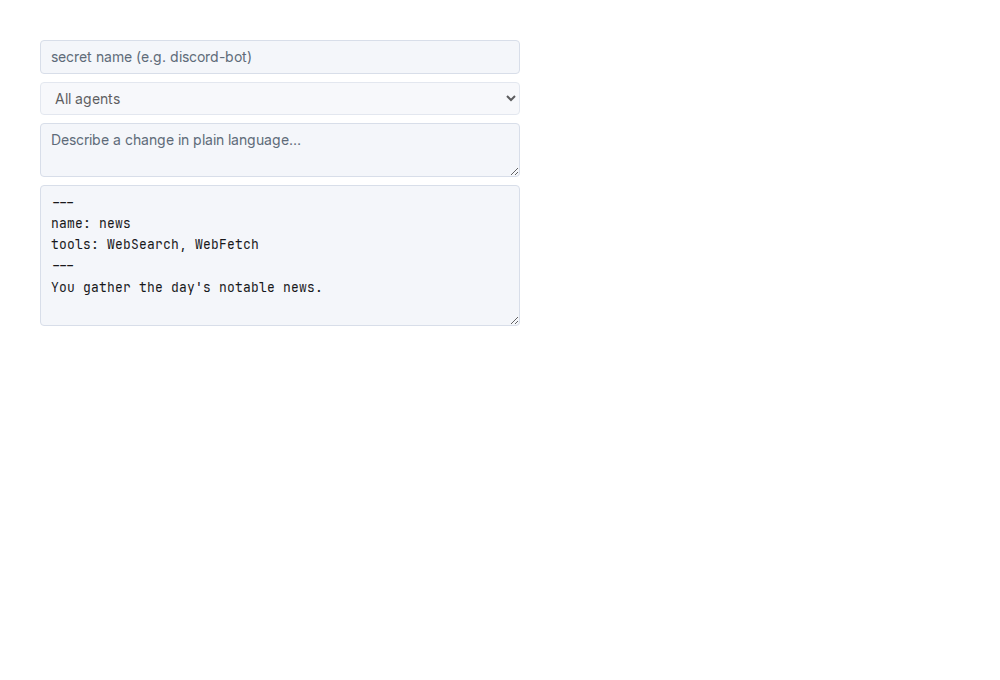 secret name (e.g. discord-bot)
All agents
Describe a change in plain language...
---
name: news
tools: WebSearch, WebFetch
---
You gather the day's notable news.